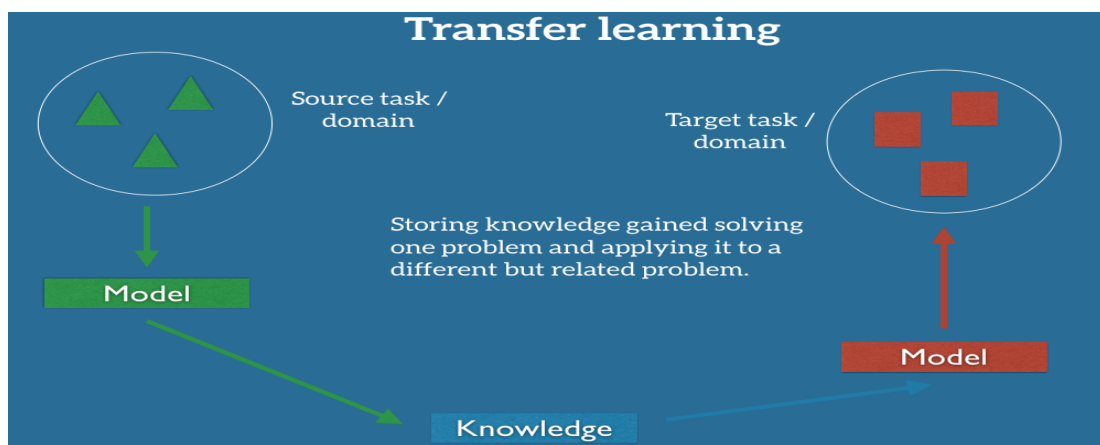 Transfer learning
Source task /
domain
Target task /
domain
Storing knowledge gained solving
one problem and applying it to a
different but related problem.
Model
Model
Knowledge